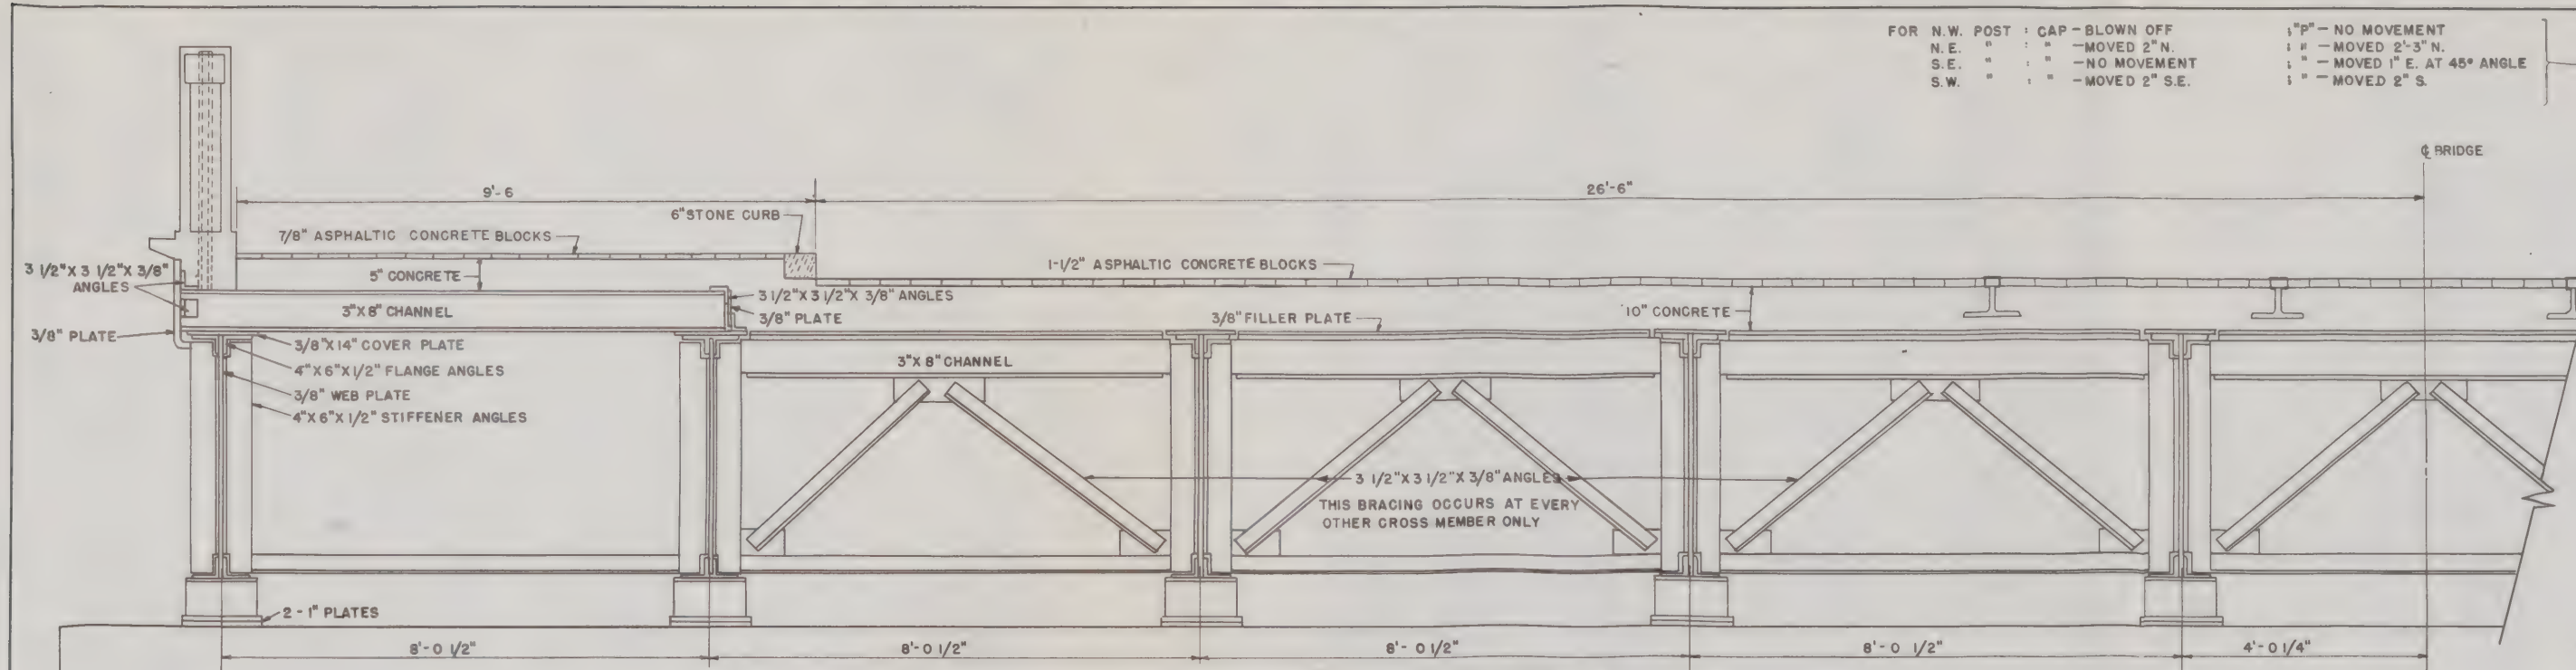 FOR N.W. POST : CAP - BLOWN OFF ; "P" - NO MOVEMENT
N.E. " : " - MOVED 2" N. ; " - MOVED 2'-3" N.
S.E. " : " - NO MOVEMENT ; " - MOVED 1" E. AT 45° ANGLE
S.W. " : " - MOVED 2" S.E. ; " - MOVED 2" S.
℄ BRIDGE
9'-6
26'-6"
6" STONE CURB
7/8" ASPHALTIC CONCRETE BLOCKS
3 1/2" X 3 1/2" X 3/8"
ANGLES
5" CONCRETE
1-1/2" ASPHALTIC CONCRETE BLOCKS
3 1/2" X 3 1/2" X 3/8" ANGLES
3" X 8" CHANNEL
3/8" PLATE
3/8" FILLER PLATE
10" CONCRETE
3/8" PLATE
3/8" X 14" COVER PLATE
4" X 6" X 1/2" FLANGE ANGLES
3" X 8" CHANNEL
3/8" WEB PLATE
4" X 6" X 1/2" STIFFENER ANGLES
3 1/2" X 3 1/2" X 3/8" ANGLES
THIS BRACING OCCURS AT EVERY
OTHER CROSS MEMBER ONLY
2 - 1" PLATES
8'-0 1/2"
8'-0 1/2"
8'-0 1/2"
8'-0 1/2"
4'-0 1/4"